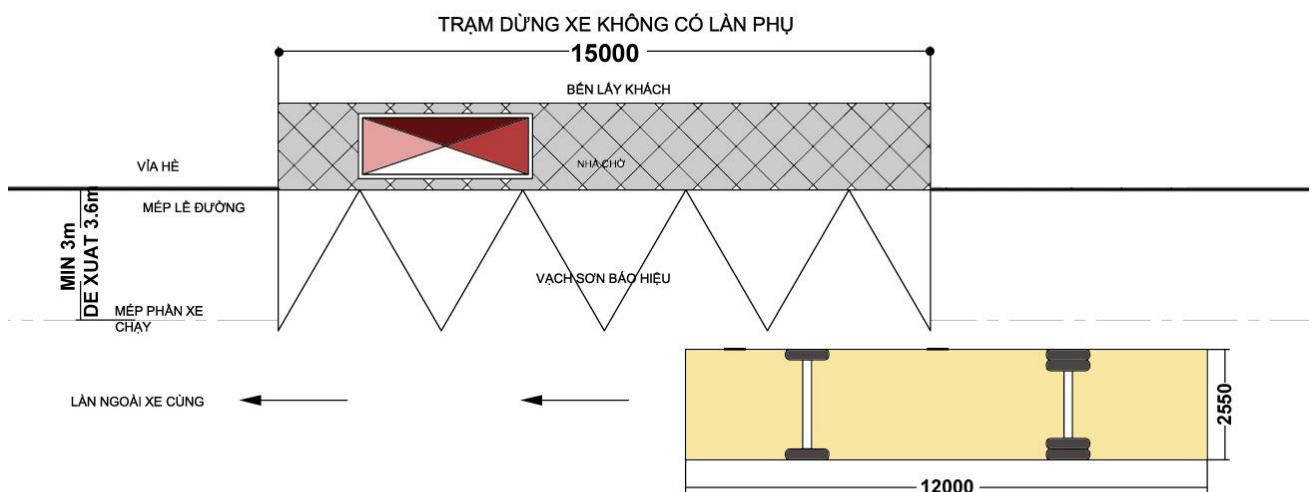 TRẠM DỪNG XE KHÔNG CÓ LÀN PHỤ
15000
BẾN LẤY KHÁCH
NHÀ CHỜ
VỈA HÈ
MÉP LỀ ĐƯỜNG
MIN 3m
DE XUAT 3.6m
VẠCH SƠN BÁO HIỆU
MÉP PHẦN XE
CHẠY
LÀN NGOÀI XE CÙNG
2550
12000